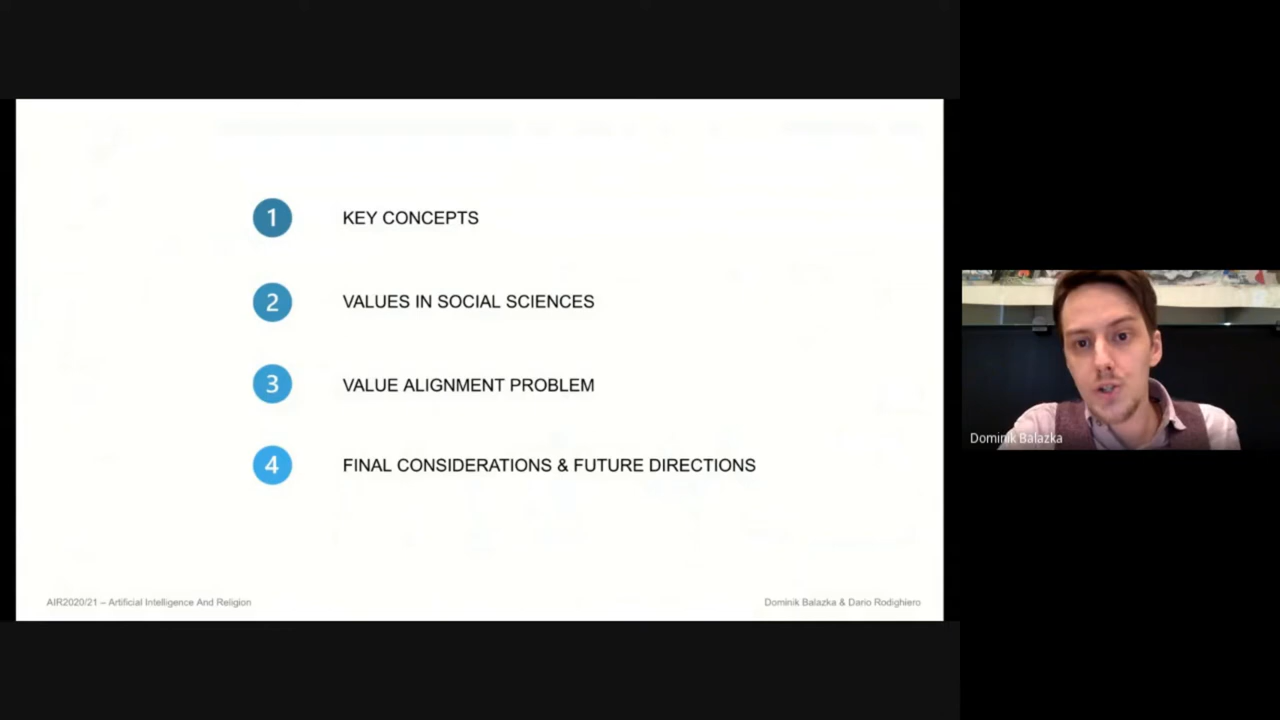 1 KEY CONCEPTS
2 VALUES IN SOCIAL SCIENCES
3 VALUE ALIGNMENT PROBLEM
4 FINAL CONSIDERATIONS & FUTURE DIRECTIONS
AIR2020/21 – Artificial Intelligence And Religion
Dominik Balazka & Dario Rodighiero
Dominik Balazka